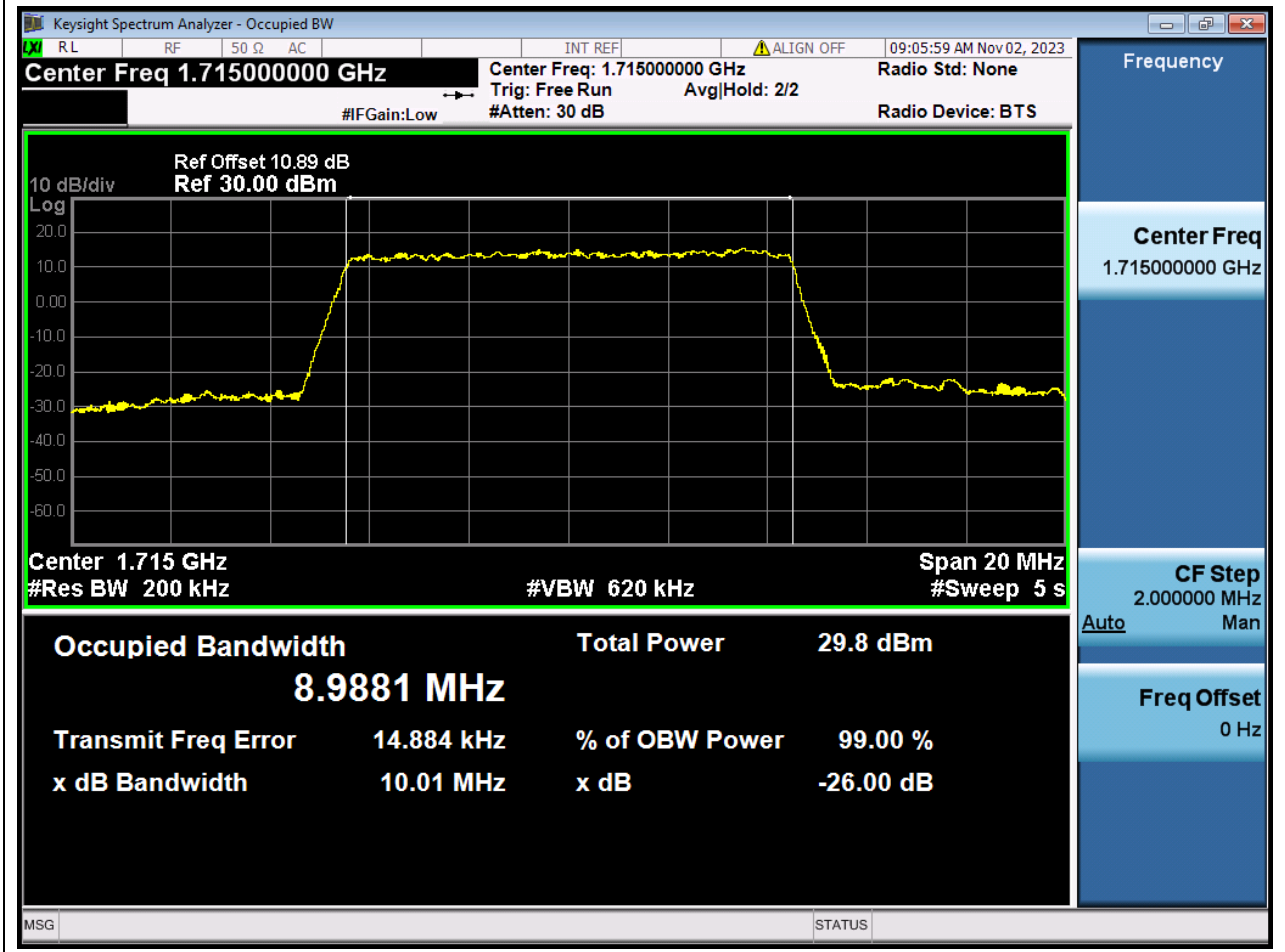 Keysight Spectrum Analyzer - Occupied BW
LXI RL RF 50 Ω AC INT REF ALIGN OFF 09:05:59 AM Nov 02, 2023
Center Freq 1.715000000 GHz
Center Freq: 1.715000000 GHz Radio Std: None
Trig: Free Run Avg|Hold: 2/2
#IFGain:Low #Atten: 30 dB Radio Device: BTS
Ref Offset 10.89 dB
10 dB/div Ref 30.00 dBm
Log
20.0
10.0
0.00
-10.0
-20.0
-30.0
-40.0
-50.0
-60.0
Center 1.715 GHz Span 20 MHz
#Res BW 200 kHz #VBW 620 kHz #Sweep 5 s
Occupied Bandwidth Total Power 29.8 dBm
8.9881 MHz
Transmit Freq Error 14.884 kHz % of OBW Power 99.00 %
x dB Bandwidth 10.01 MHz x dB -26.00 dB
MSG STATUS
Frequency
Center Freq
1.715000000 GHz
CF Step
2.000000 MHz
Auto Man
Freq Offset
0 Hz